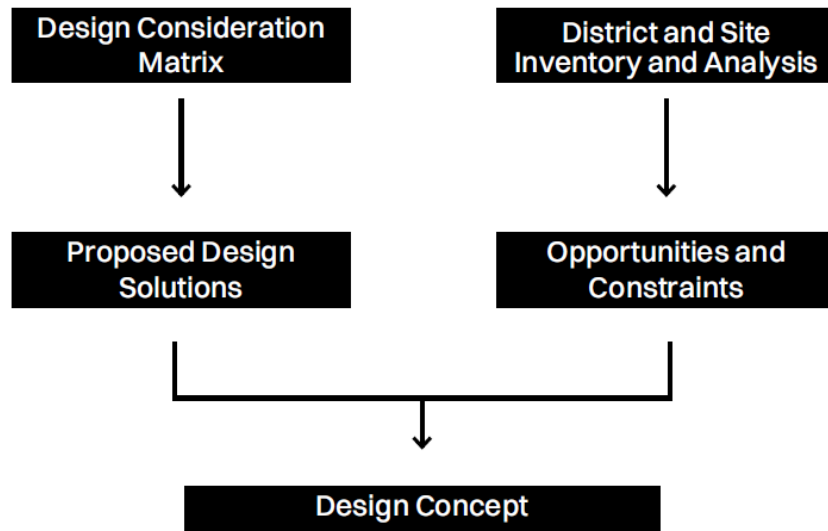 Design Consideration
Matrix
District and Site
Inventory and Analysis
Proposed Design
Solutions
Opportunities and
Constraints
Design Concept